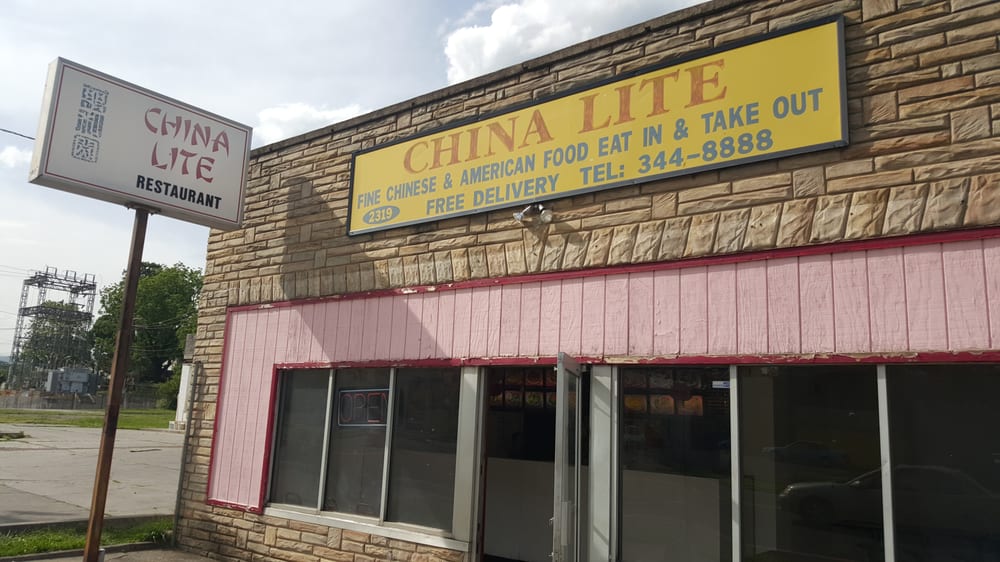 CHINA
LITE
RESTAURANT
CHINA LITE
FINE CHINESE & AMERICAN FOOD EAT IN & TAKE OUT
2319
FREE DELIVERY TEL: 344-8888
OPEN